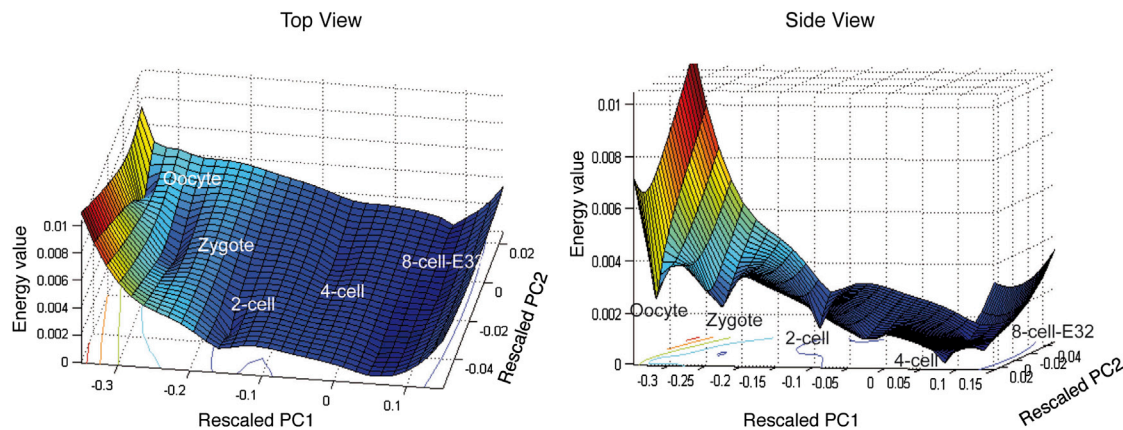 Top View
Side View
Energy value
0.01
0.008
0.006
0.004
0.002
0
Oocyte
Zygote
2-cell
4-cell
8-cell-E32
0.02
0
-0.02
-0.04
Rescaled PC2
-0.3
-0.2
-0.1
0
0.1
Rescaled PC1
Energy value
0.01
0.008
0.006
0.004
0.002
0
Oocyte
Zygote
2-cell
4-cell
8-cell-E32
-0.3
-0.25
-0.2
-0.15
-0.1
-0.05
0
0.05
0.1
0.15
Rescaled PC1
0.02
0
-0.04
Rescaled PC2